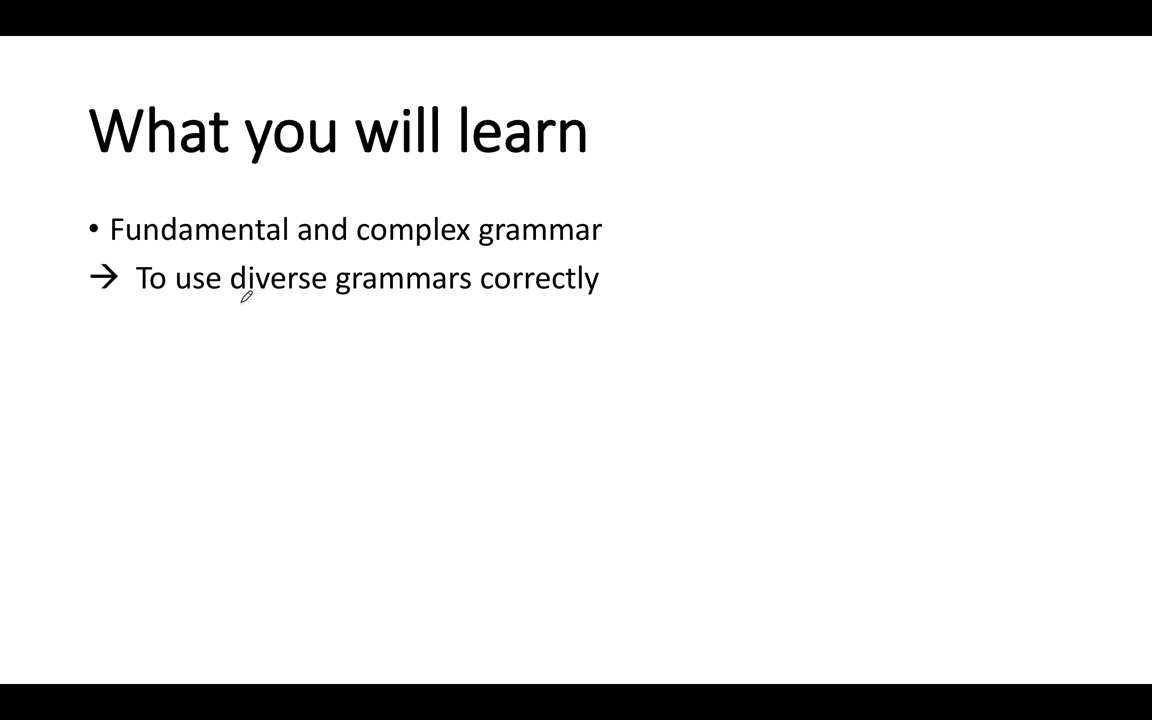 What you will learn
• Fundamental and complex grammar
→ To use diverse grammars correctly